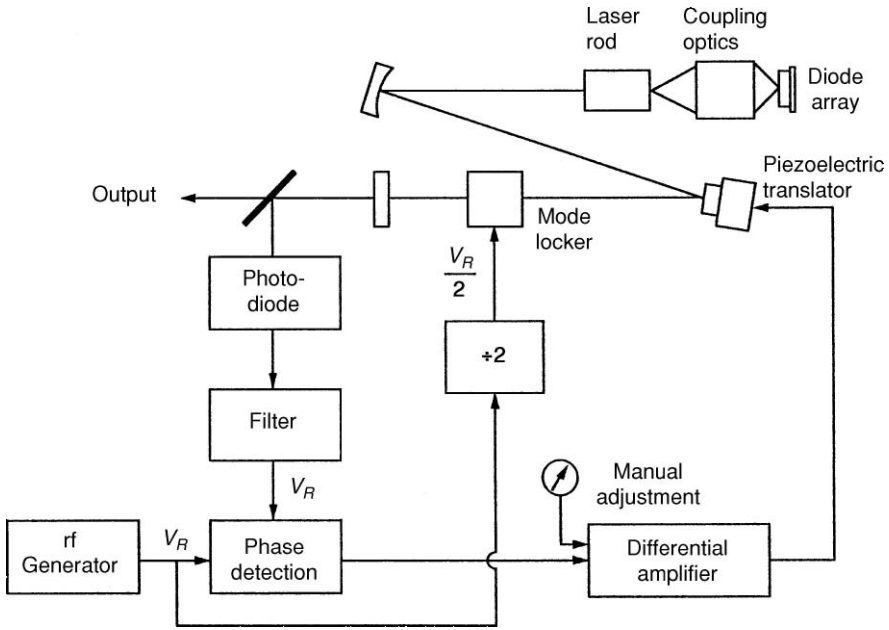 Laser
rod
Coupling
optics
Diode
array
Piezoelectric
translator
Output
Mode
locker
V_R
2
Photo-
diode
÷2
Filter
V_R
Manual
adjustment
rf
Generator
V_R
Phase
detection
Differential
amplifier